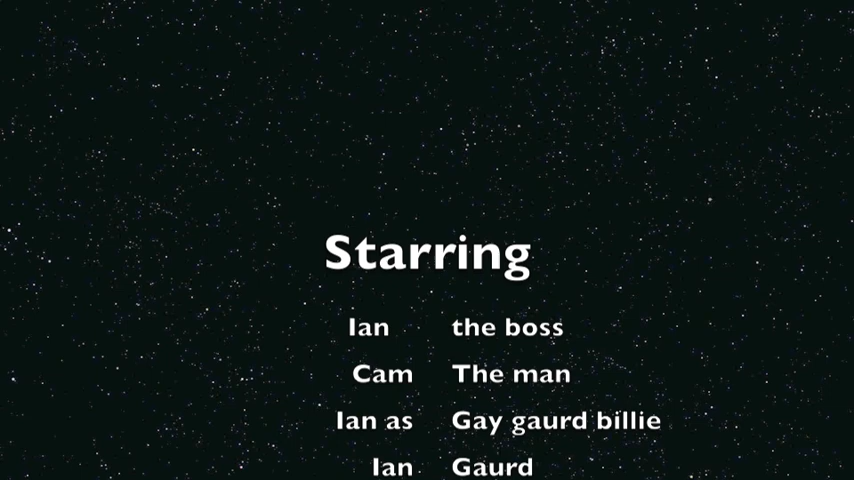 Starring
Ian the boss
Cam The man
Ian as Gay gaurd billie
Ian Gaurd